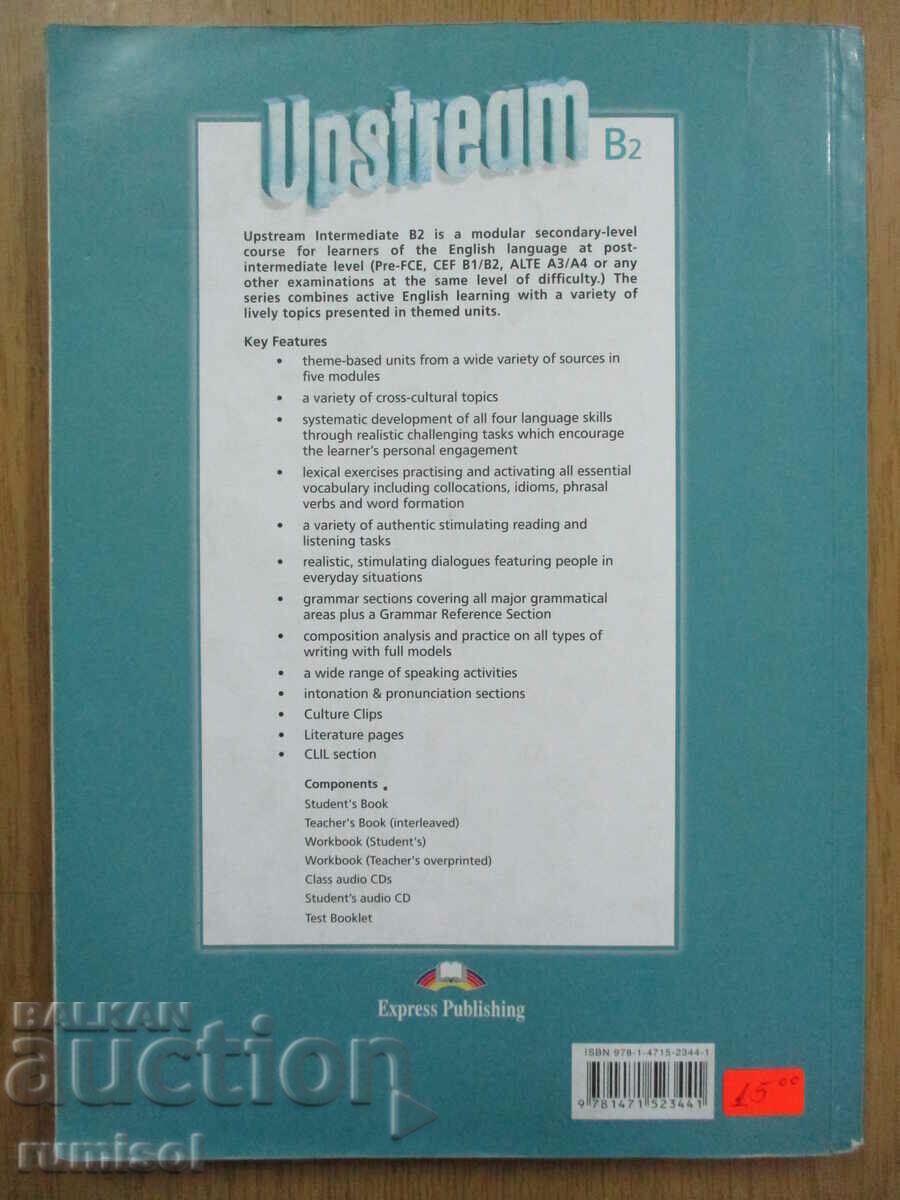 Upstream
B2
Upstream Intermediate B2 is a modular secondary-level
course for learners of the English language at post-
intermediate level (Pre-FCE, CEF B1/B2, ALTE A3/A4 or any
other examinations at the same level of difficulty.) The
series combines active English learning with a variety of
lively topics presented in themed units.
Key Features
• theme-based units from a wide variety of sources in
five modules
• a variety of cross-cultural topics
• systematic development of all four language skills
through realistic challenging tasks which encourage
the learner's personal engagement
• lexical exercises practising and activating all essential
vocabulary including collocations, idioms, phrasal
verbs and word formation
• a variety of authentic stimulating reading and
listening tasks
• realistic, stimulating dialogues featuring people in
everyday situations
• grammar sections covering all major grammatical
areas plus a Grammar Reference Section
• composition analysis and practice on all types of
writing with full models
• a wide range of speaking activities
• intonation & pronunciation sections
• Culture Clips
• Literature pages
• CLIL section
Components
Student's Book
Teacher's Book (interleaved)
Workbook (Student's)
Workbook (Teacher's overprinted)
Class audio CDs
Student's audio CD
Test Booklet
Express Publishing
ISBN 978-1-4715-2344-1
9 781471 523441
15 00
BALKAN
auction
rumisol